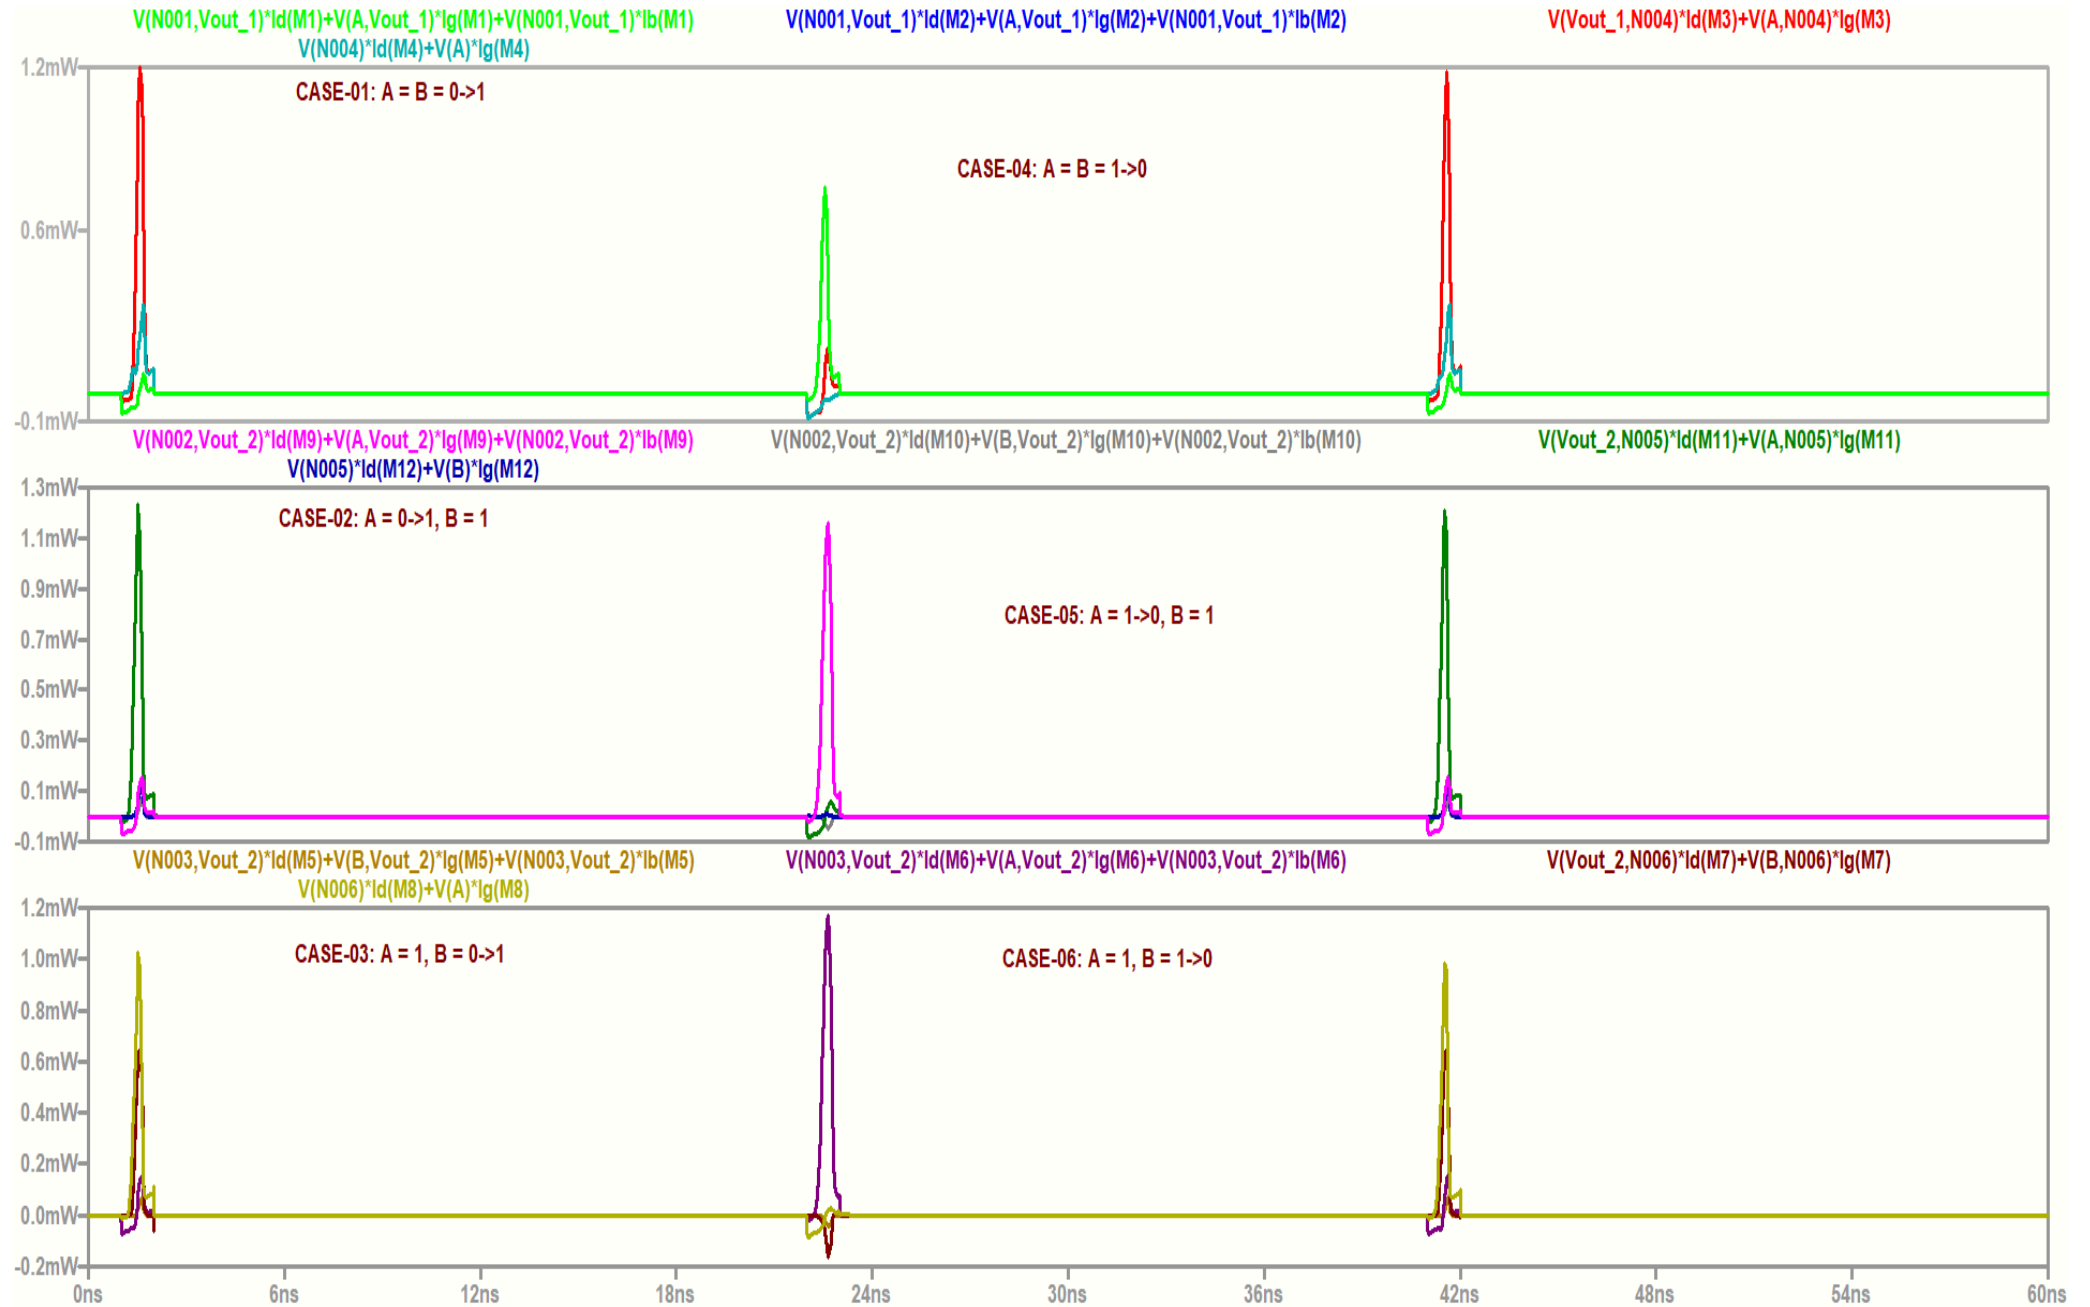 V(N001,Vout_1)*Id(M1)+V(A,Vout_1)*Ig(M1)+V(N001,Vout_1)*Ib(M1) V(N001,Vout_1)*Id(M2)+V(A,Vout_1)*Ig(M2)+V(N001,Vout_1)*Ib(M2) V(Vout_1,N004)*Id(M3)+V(A,N004)*Ig(M3)
V(N004)*Id(M4)+V(A)*Ig(M4)
1.2mW
CASE-01: A = B = 0->1
CASE-04: A = B = 1->0
0.6mW
-0.1mW
V(N002,Vout_2)*Id(M9)+V(A,Vout_2)*Ig(M9)+V(N002,Vout_2)*Ib(M9) V(N002,Vout_2)*Id(M10)+V(B,Vout_2)*Ig(M10)+V(N002,Vout_2)*Ib(M10) V(Vout_2,N005)*Id(M11)+V(A,N005)*Ig(M11)
V(N005)*Id(M12)+V(B)*Ig(M12)
1.3mW
CASE-02: A = 0->1, B = 1
1.1mW
0.9mW
CASE-05: A = 1->0, B = 1
0.7mW
0.5mW
0.3mW
0.1mW
-0.1mW
V(N003,Vout_2)*Id(M5)+V(B,Vout_2)*Ig(M5)+V(N003,Vout_2)*Ib(M5) V(N003,Vout_2)*Id(M6)+V(A,Vout_2)*Ig(M6)+V(N003,Vout_2)*Ib(M6) V(Vout_2,N006)*Id(M7)+V(B,N006)*Ig(M7)
V(N006)*Id(M8)+V(A)*Ig(M8)
1.2mW
CASE-03: A = 1, B = 0->1 CASE-06: A = 1, B = 1->0
1.0mW
0.8mW
0.6mW
0.4mW
0.2mW
0.0mW
-0.2mW
0ns 6ns 12ns 18ns 24ns 30ns 36ns 42ns 48ns 54ns 60ns